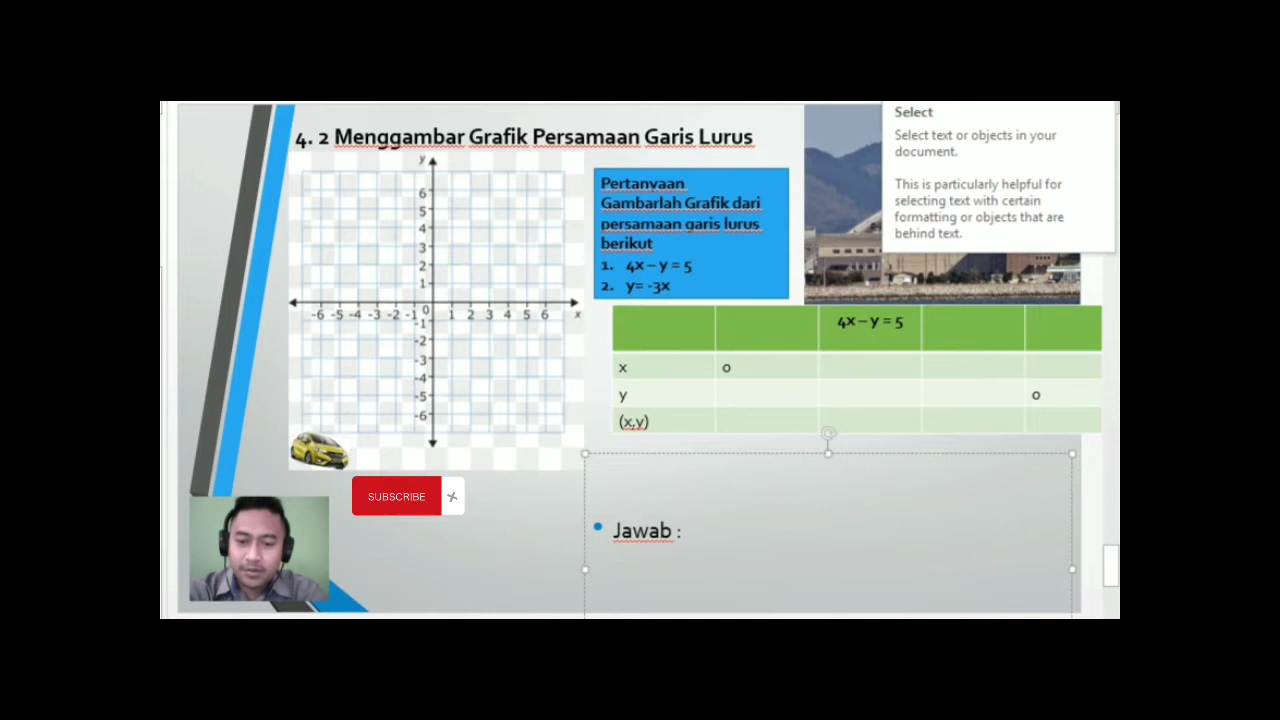 4. 2 Menggambar Grafik Persamaan Garis Lurus
y
6
5
4
3
2
1
-6 -5 -4 -3 -2 -1 0 1 2 3 4 5 6 x
-1
-2
-3
-4
-5
-6
Pertanyaan
Gambarlah Grafik dari
persamaan garis lurus
berikut
1. 4x – y = 5
2. y= -3x
Select
Select text or objects in your
document.
This is particularly helpful for
selecting text with certain
formatting or objects that are
behind text.
4x – y = 5
x 0
y 0
(x,y)
SUBSCRIBE
• Jawab :